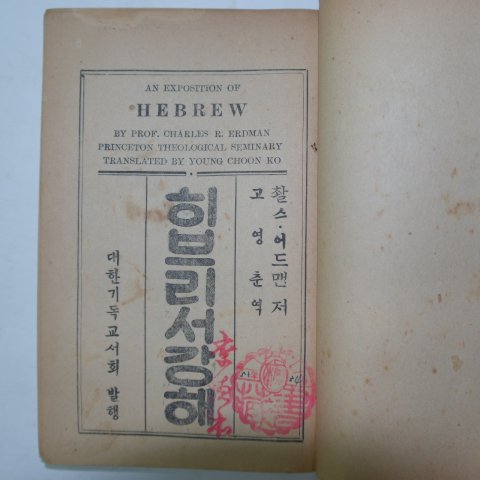 AN EXPOSITION OF
HEBREW
BY PROF. CHARLES R. ERDMAN
PRINCETON THEOLOGICAL SEMINARY
TRANSLATED BY YOUNG CHOON KO
촬스·어드맨 저
고영춘 역
힙브리서강해
대한기독교서회 발행